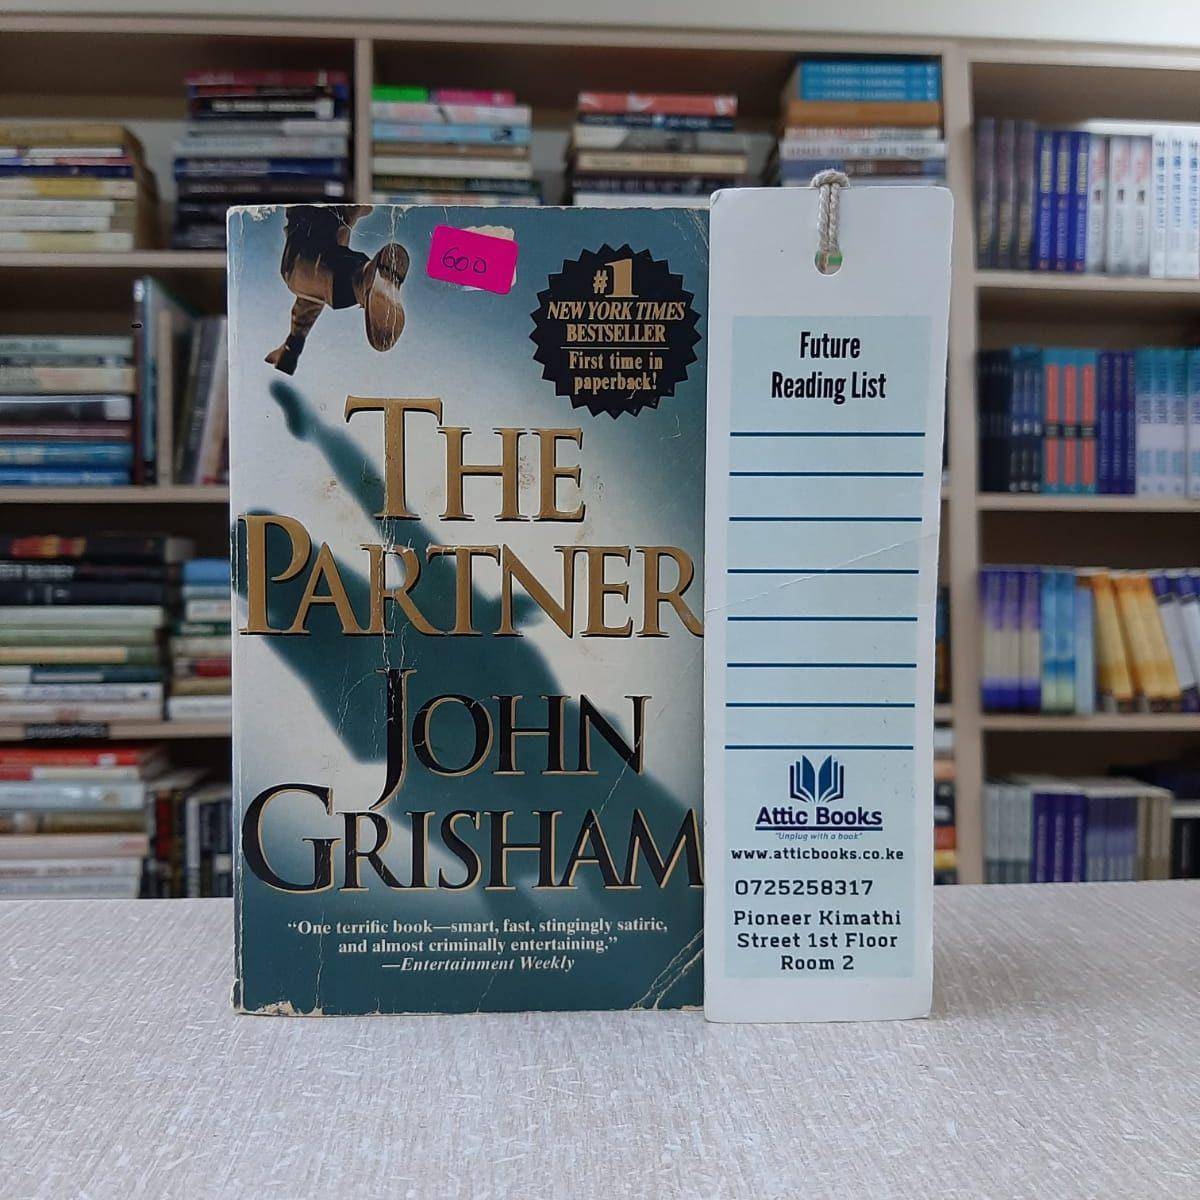 600
#1
NEW YORK TIMES
BESTSELLER
First time in
paperback!
THE
PARTNER
JOHN
GRISHAM
“One terrific book—smart, fast, stingingly satiric,
and almost criminally entertaining.”
—Entertainment Weekly
Future
Reading List
Attic Books
"Unplug with a book"
www.atticbooks.co.ke
0725258317
Pioneer Kimathi
Street 1st Floor
Room 2